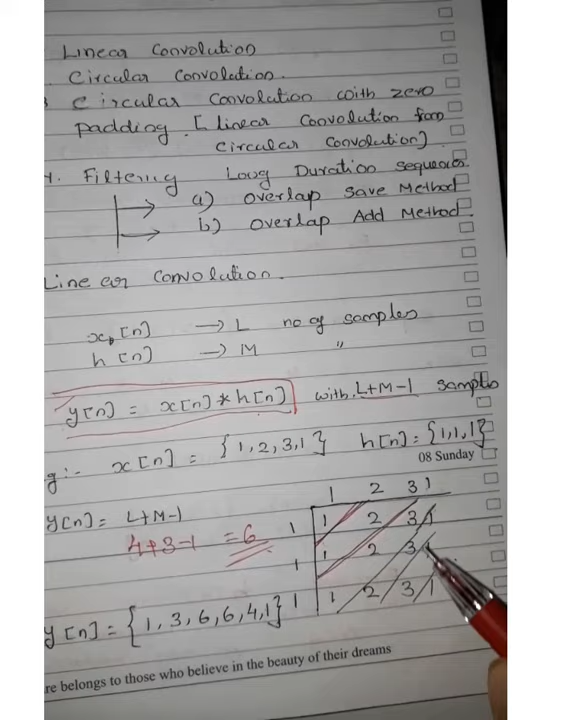 Linear Convolution
Circular Convolution.
Circular Convolution with zero
padding. [linear Convolution from
Circular Convolution]
4. Filtering Long Duration sequences.
a) overlap save Method
b) overlap Add Method.
Linear Convolution.
x[n] → L no of samples
h[n] → M "
y[n] = x[n] * h[n] with L+M-1 samples
g:- x[n] = {1,2,3,1} h[n] = {1,1,1}
08 Sunday
1 2 3 1
y[n] = L+M-1
1 1 2 3 1
4+3-1 = 6
1 1 2 3
1 1 2 3 1
y[n] = {1,3,6,6,4,1}
re belongs to those who believe in the beauty of their dreams